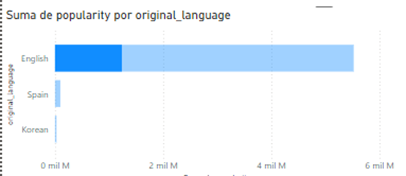 Suma de popularity por original_language
original_language
English
Spain
Korean
0 mil M
2 mil M
4 mil M
6 mil M